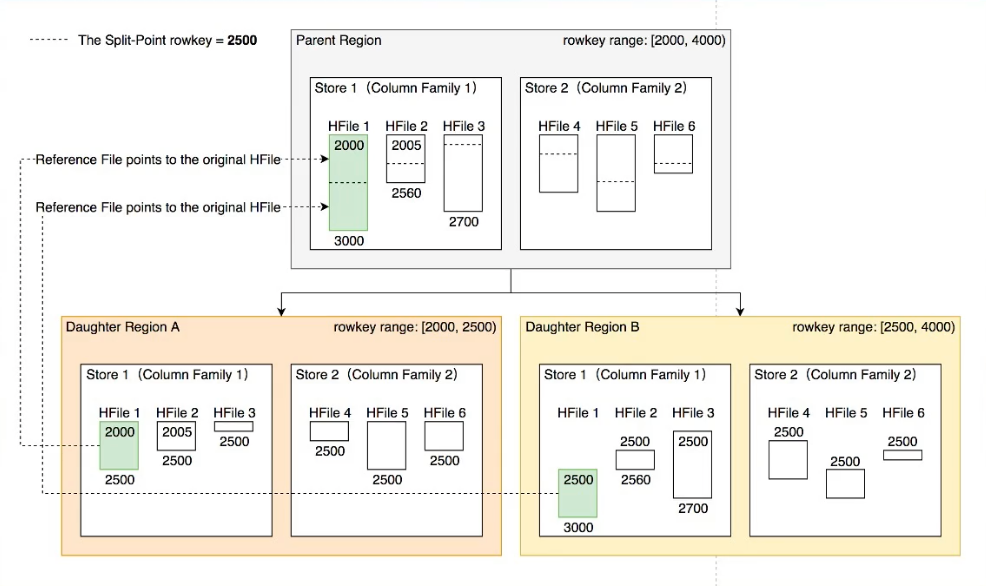 The Split-Point rowkey = 2500
Parent Region
rowkey range: [2000, 4000)
Store 1 (Column Family 1)
HFile 1
HFile 2
HFile 3
2000
2005
2560
2700
3000
Store 2 (Column Family 2)
HFile 4
HFile 5
HFile 6
Reference File points to the original HFile
Reference File points to the original HFile
Daughter Region A
rowkey range: [2000, 2500)
Store 1 (Column Family 1)
HFile 1
HFile 2
HFile 3
2000
2005
2500
2500
2500
Store 2 (Column Family 2)
HFile 4
HFile 5
HFile 6
2500
2500
2500
Daughter Region B
rowkey range: [2500, 4000)
Store 1 (Column Family 1)
HFile 1
HFile 2
HFile 3
2500
2500
2500
2560
2700
3000
Store 2 (Column Family 2)
HFile 4
HFile 5
HFile 6
2500
2500
2500